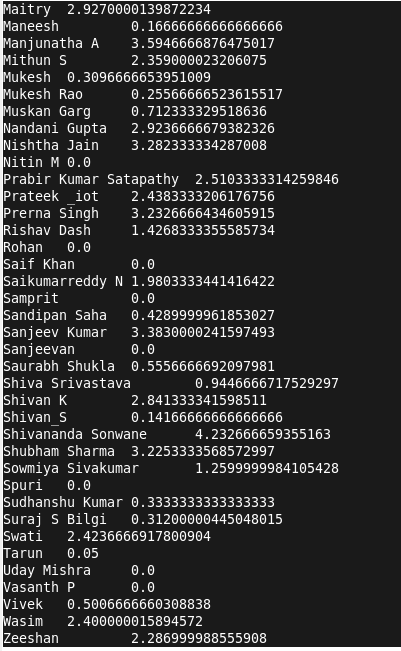 Maitry	2.9270000139872234
Maneesh	0.16666666666666666
Manjunatha A	3.5946666876475017
Mithun S	2.359000023206075
Mukesh	0.3096666653951009
Mukesh Rao	0.25566666523615517
Muskan Garg	0.712333329518636
Nandani Gupta	2.9236666679382326
Nishtha Jain	3.282333334287008
Nitin M	0.0
Prabir Kumar Satapathy	2.5103333314259846
Prateek _iot	2.4383333206176756
Prerna Singh	3.2326666434605915
Rishav Dash	1.4268333355585734
Rohan	0.0
Saif Khan	0.0
Saikumarreddy N	1.9803333441416422
Samprit	0.0
Sandipan Saha	0.4289999961853027
Sanjeev Kumar	3.3830000241597493
Sanjeevan	0.0
Saurabh Shukla	0.5556666692097981
Shiva Srivastava	0.9446666717529297
Shivan K	2.841333341598511
Shivan_S	0.14166666666666666
Shivananda Sonwane	4.232666659355163
Shubham Sharma	3.2253333568572997
Sowmiya Sivakumar	1.2599999984105428
Spuri	0.0
Sudhanshu Kumar	0.3333333333333333
Suraj S Bilgi	0.31200000445048015
Swati	2.4236666917800904
Tarun	0.05
Uday Mishra	0.0
Vasanth P	0.0
Vivek	0.5006666660308838
Wasim	2.400000015894572
Zeeshan	2.286999988555908